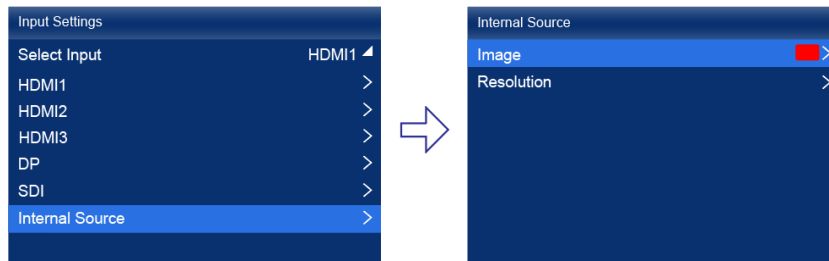 Input Settings
Select Input HDMI1
HDMI1
HDMI2
HDMI3
DP
SDI
Internal Source
Internal Source
Image
Resolution